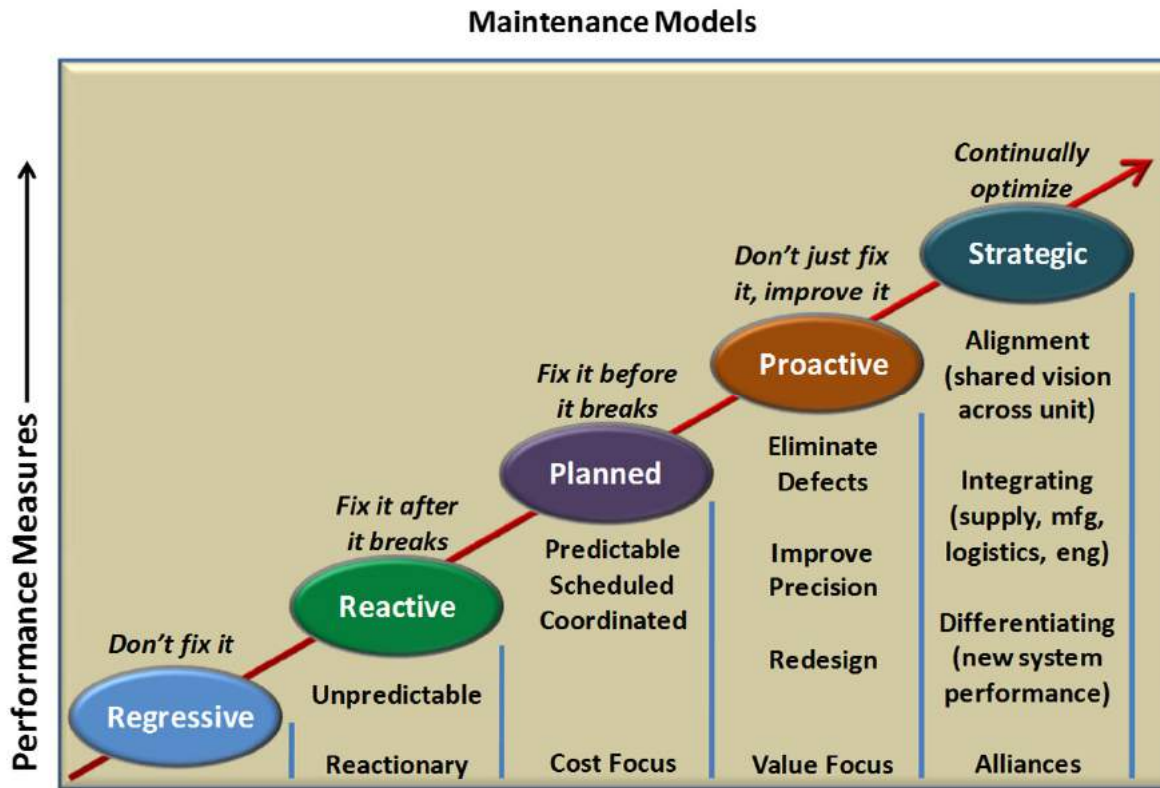 Maintenance Models
Performance Measures
Don't fix it
Regressive
Fix it after
it breaks
Reactive
Unpredictable
Reactionary
Fix it before
it breaks
Planned
Predictable
Scheduled
Coordinated
Cost Focus
Don't just fix
it, improve it
Proactive
Eliminate
Defects
Improve
Precision
Redesign
Value Focus
Continually
optimize
Strategic
Alignment
(shared vision
across unit)
Integrating
(supply, mfg,
logistics, eng)
Differentiating
(new system
performance)
Alliances